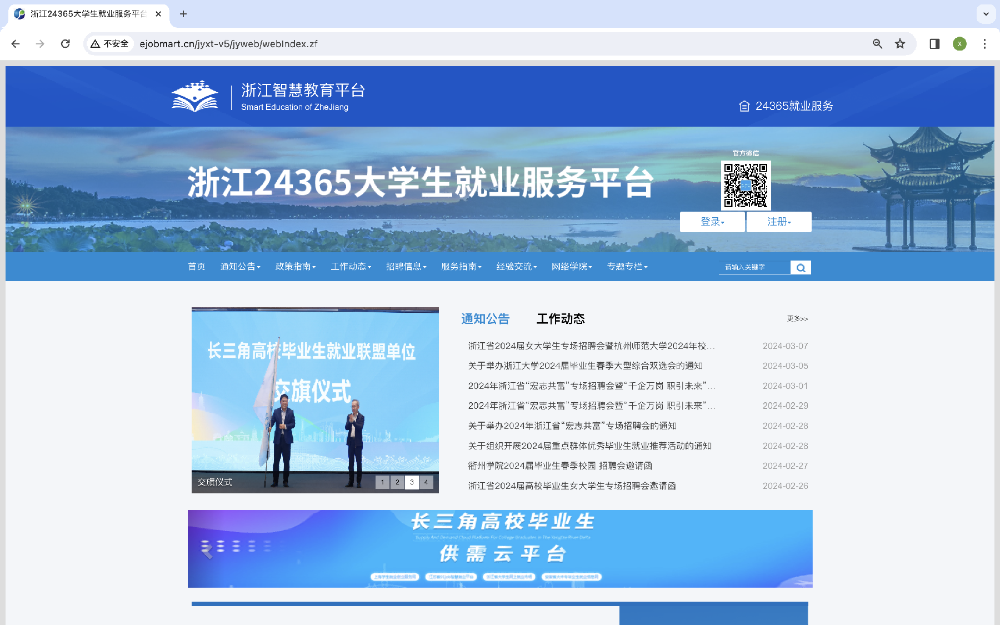 浙江24365大学生就业服务平台
不安全
ejobmart.cn/jyxt-v5/jyweb/webIndex.zf
X
浙江智慧教育平台
Smart Education of ZheJiang
24365就业服务
官方微信
浙江24365大学生就业服务平台
登录
注册
首页 通知公告 政策指南 工作动态 招聘信息 服务指南 经验交流 网络学院 专题专栏
请输入关键字
长三角高校毕业生就业联盟单位
交旗仪式
交旗仪式
1 2 3 4
通知公告 工作动态 更多>>
浙江省2024届女大学生专场招聘会暨杭州师范大学2024年校... 2024-03-07
关于举办浙江大学2024届毕业生春季大型综合双选会的通知 2024-03-05
2024年浙江省“宏志共富”专场招聘会暨“千企万岗 职引未来”... 2024-03-01
2024年浙江省“宏志共富”专场招聘会暨“千企万岗 职引未来”... 2024-02-29
关于举办2024年浙江省“宏志共富”专场招聘会的通知 2024-02-28
关于组织开展2024届重点群体优秀毕业生就业推荐活动的通知 2024-02-28
衢州学院2024届毕业生春季校园 招聘会邀请函 2024-02-27
浙江省2024届高校毕业生女大学生专场招聘会邀请函 2024-02-26
长三角高校毕业生
Supply And Demand Cloud Platform For College Graduates In The Yangtze River Delta
供需云平台